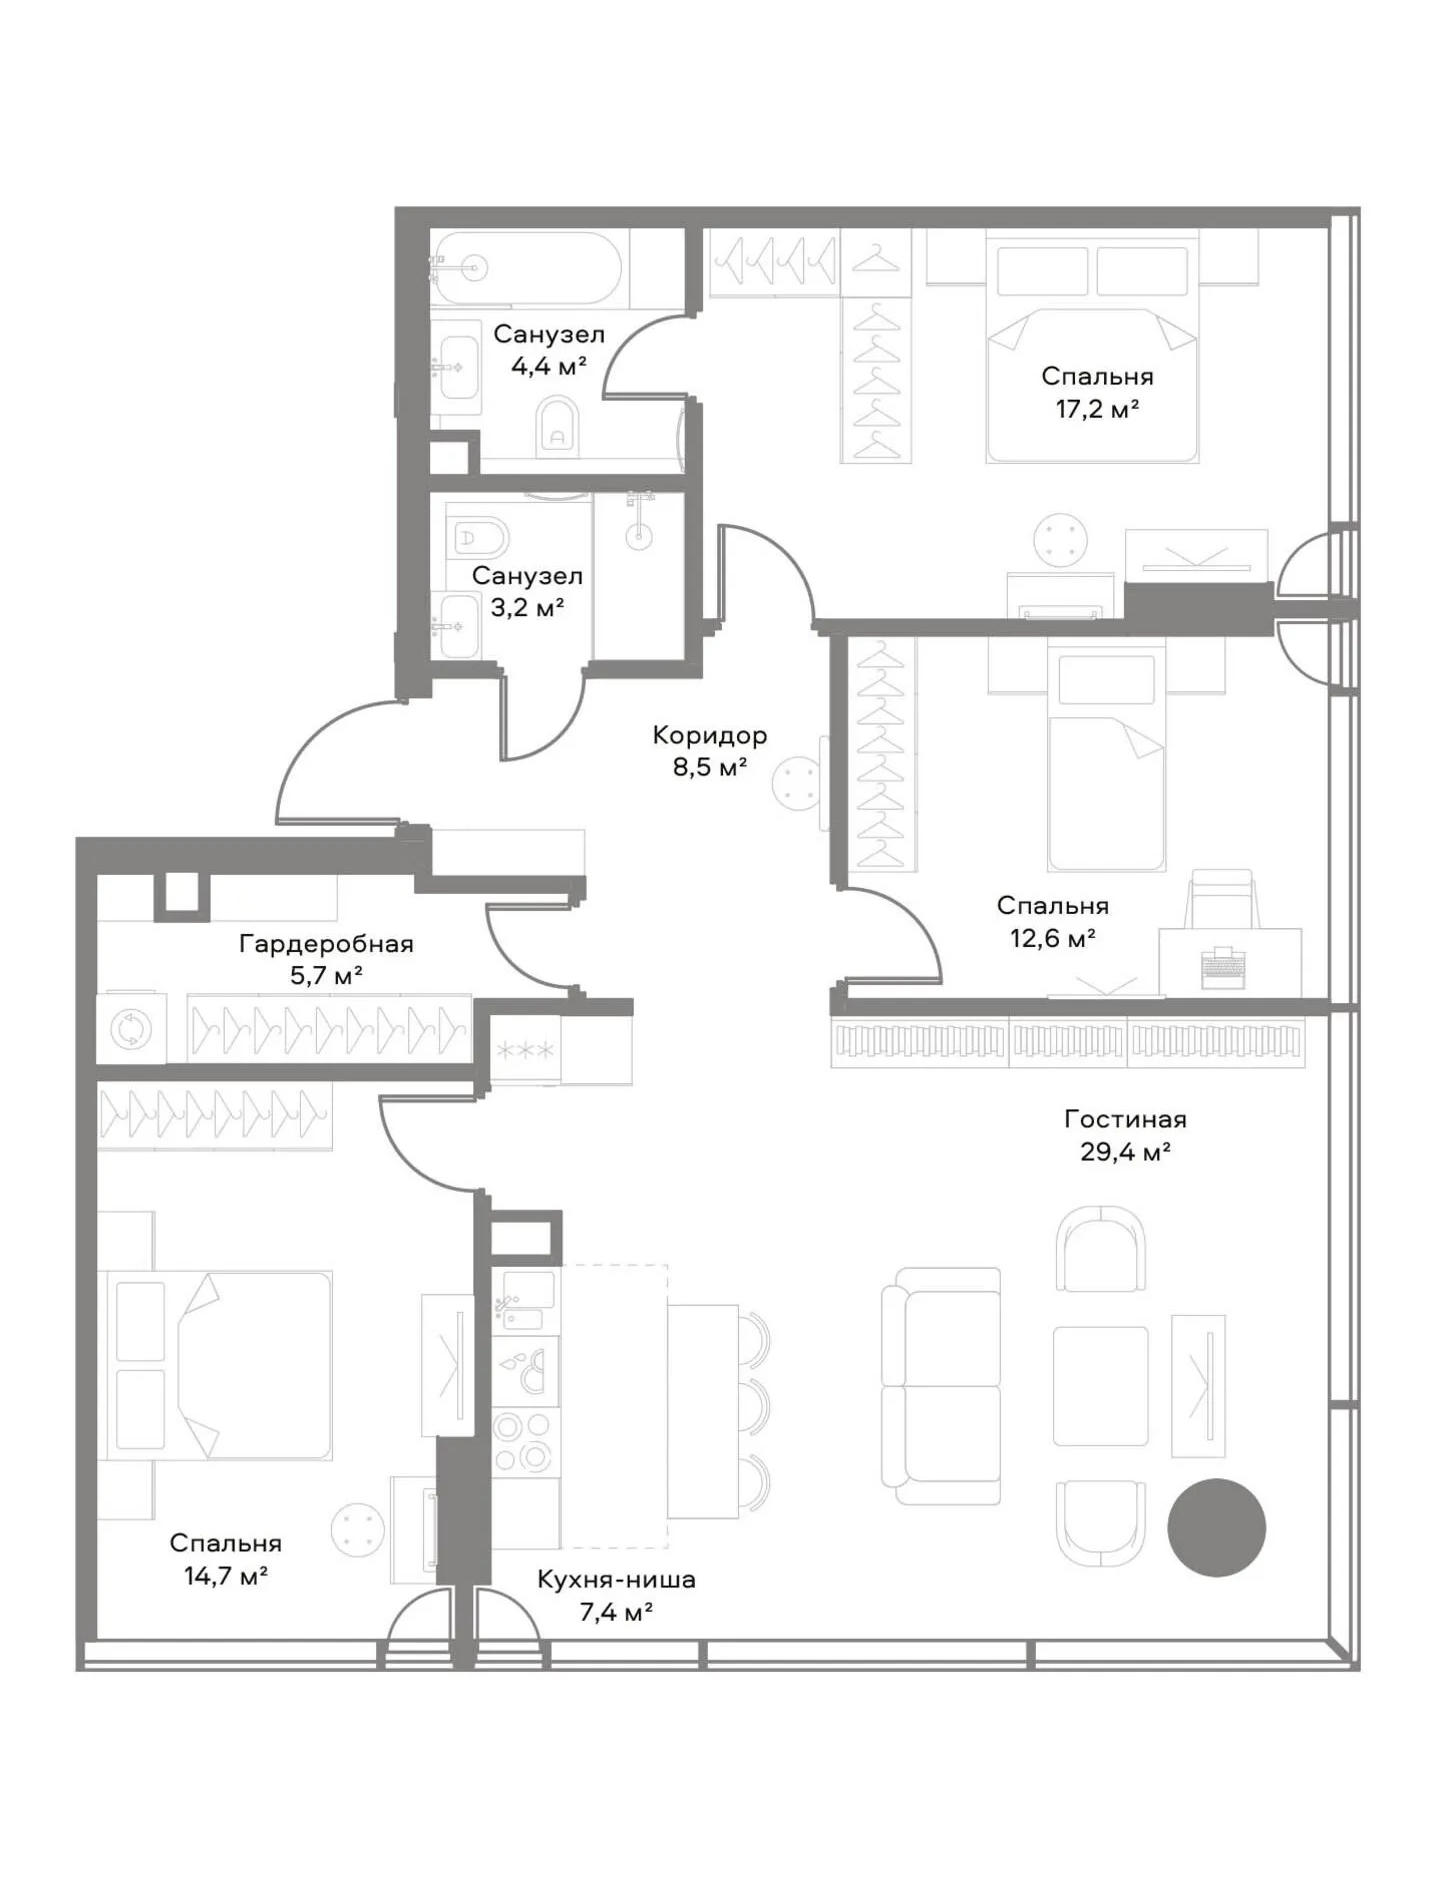 Санузел
4,4 м²
Спальня
17,2 м²
Санузел
3,2 м²
Коридор
8,5 м²
Спальня
12,6 м²
Гардеробная
5,7 м²
Гостиная
29,4 м²
Спальня
14,7 м²
Кухня-ниша
7,4 м²